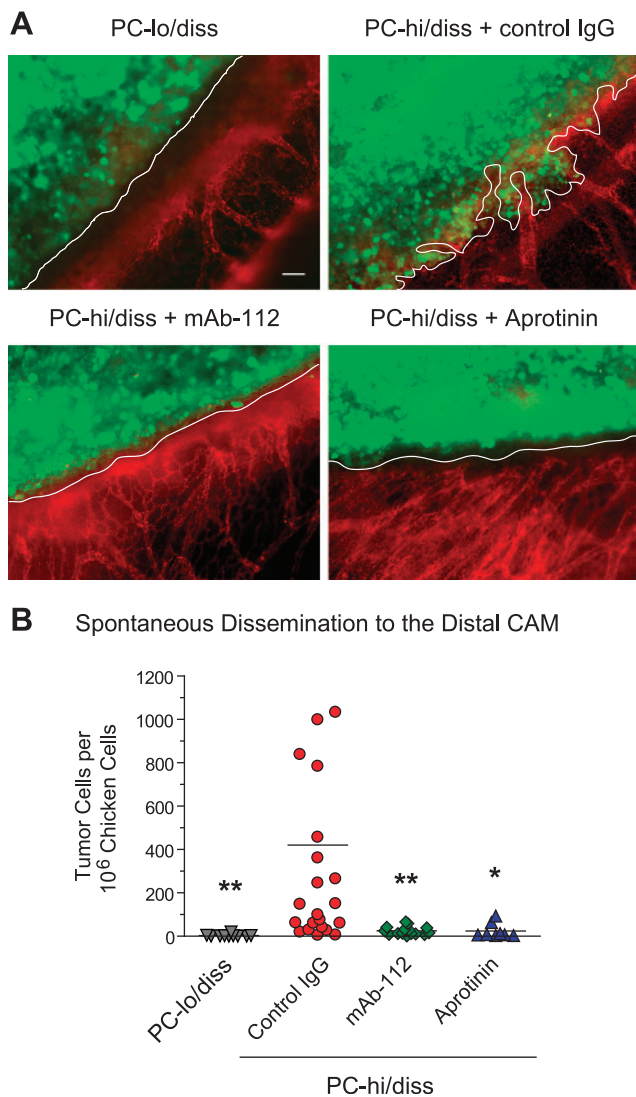 A
PC-lo/diss
PC-hi/diss + control IgG
PC-hi/diss + mAb-112
PC-hi/diss + Aprotinin
B
Spontaneous Dissemination to the Distal CAM
Tumor Cells per
10⁶ Chicken Cells
1200
1000
800
600
400
200
0
**
**
*
PC-lo/diss
Control IgG
mAb-112
Aprotinin
PC-hi/diss